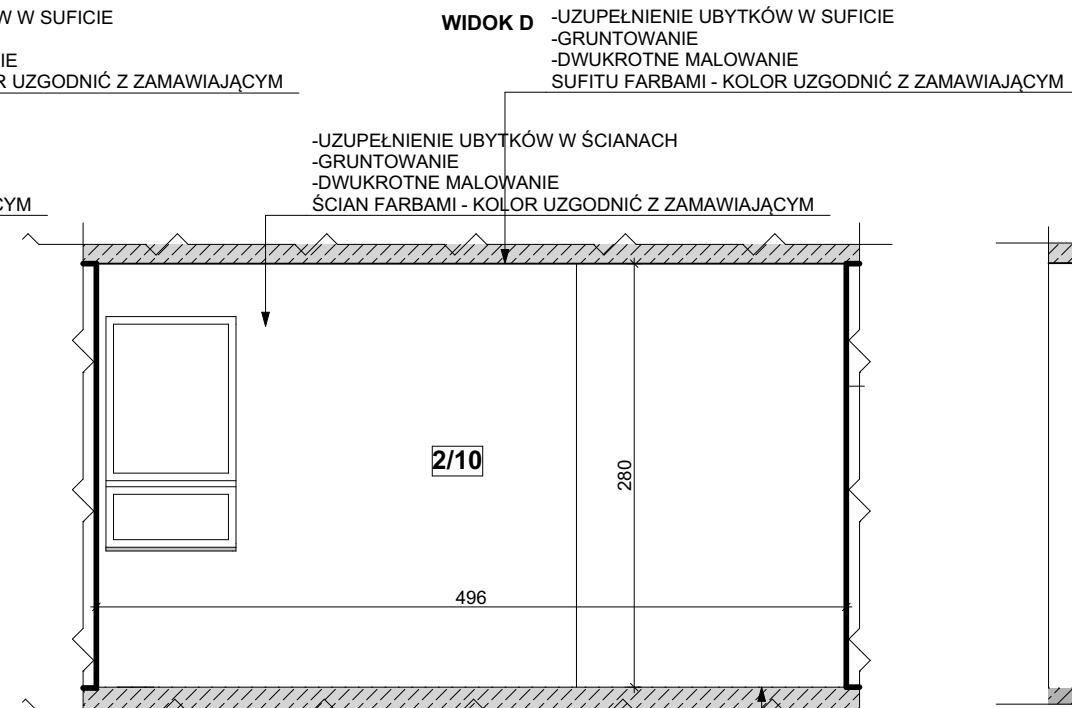 W W SUFICIE
IE
R UZGODNIĆ Z ZAMAWIAJĄCYM
CYM
WIDOK D
-UZUPEŁNIENIE UBYTKÓW W SUFICIE
-GRUNTOWANIE
-DWUKROTNE MALOWANIE
SUFITU FARBAMI - KOLOR UZGODNIĆ Z ZAMAWIAJĄCYM
-UZUPEŁNIENIE UBYTKÓW W ŚCIANACH
-GRUNTOWANIE
-DWUKROTNE MALOWANIE
ŚCIAN FARBAMI - KOLOR UZGODNIĆ Z ZAMAWIAJĄCYM
2/10
280
496